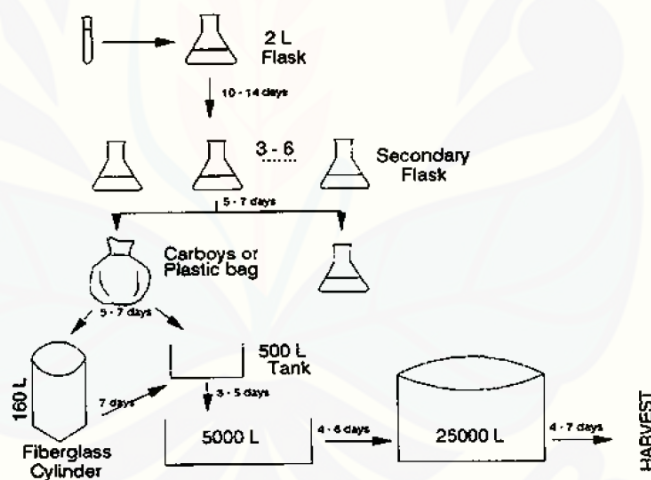 2 L
Flask
10 - 14 days
3 - 6
Secondary
Flask
5 - 7 days
Carboys or
Plastic bag
5 - 7 days
160 L
500 L
Tank
7 days
3 - 5 days
5000 L
4 - 6 days
25000 L
4 - 7 days
HARVEST
Fiberglass
Cylinder